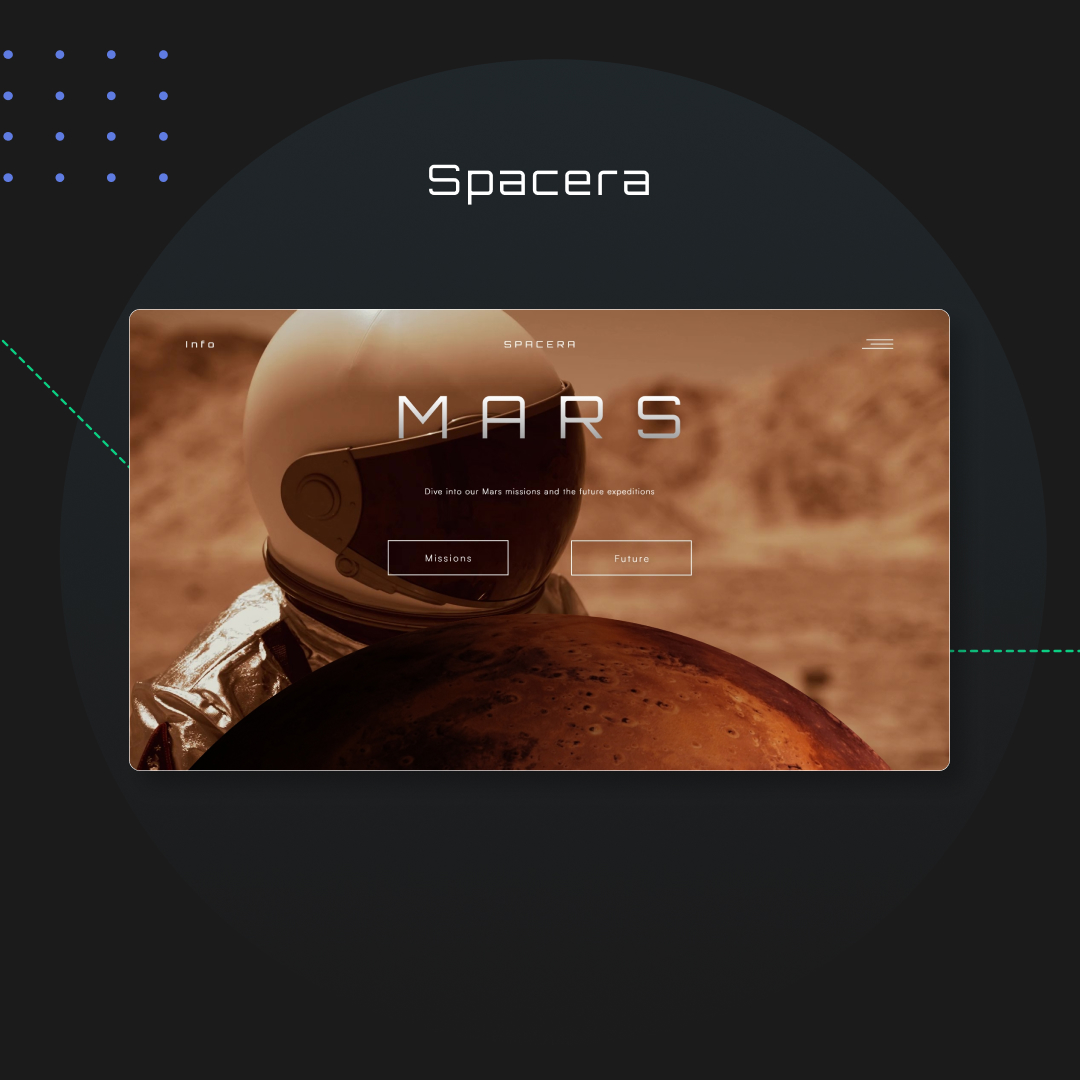 Spacera
Info SPACERA
MARS
Dive into our Mars missions and the future expeditions
Missions Future